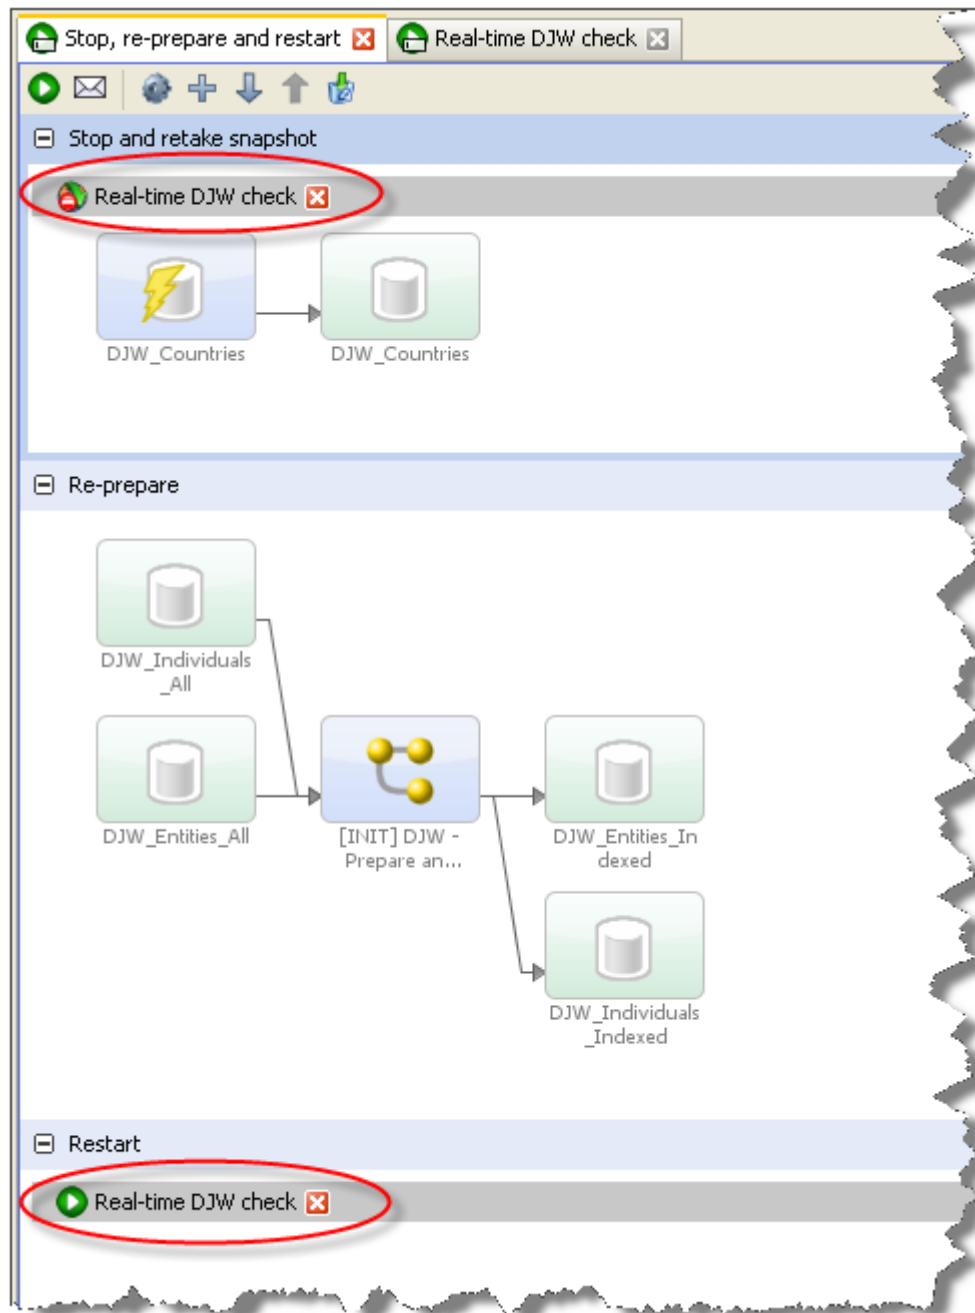 Stop, re-prepare and restart
Real-time DJW check
Stop and retake snapshot
Real-time DJW check
DJW_Countries
DJW_Countries
Re-prepare
DJW_Individuals
_All
DJW_Entities_All
[INIT] DJW -
Prepare an...
DJW_Entities_In
dexed
DJW_Individuals
_Indexed
Restart
Real-time DJW check